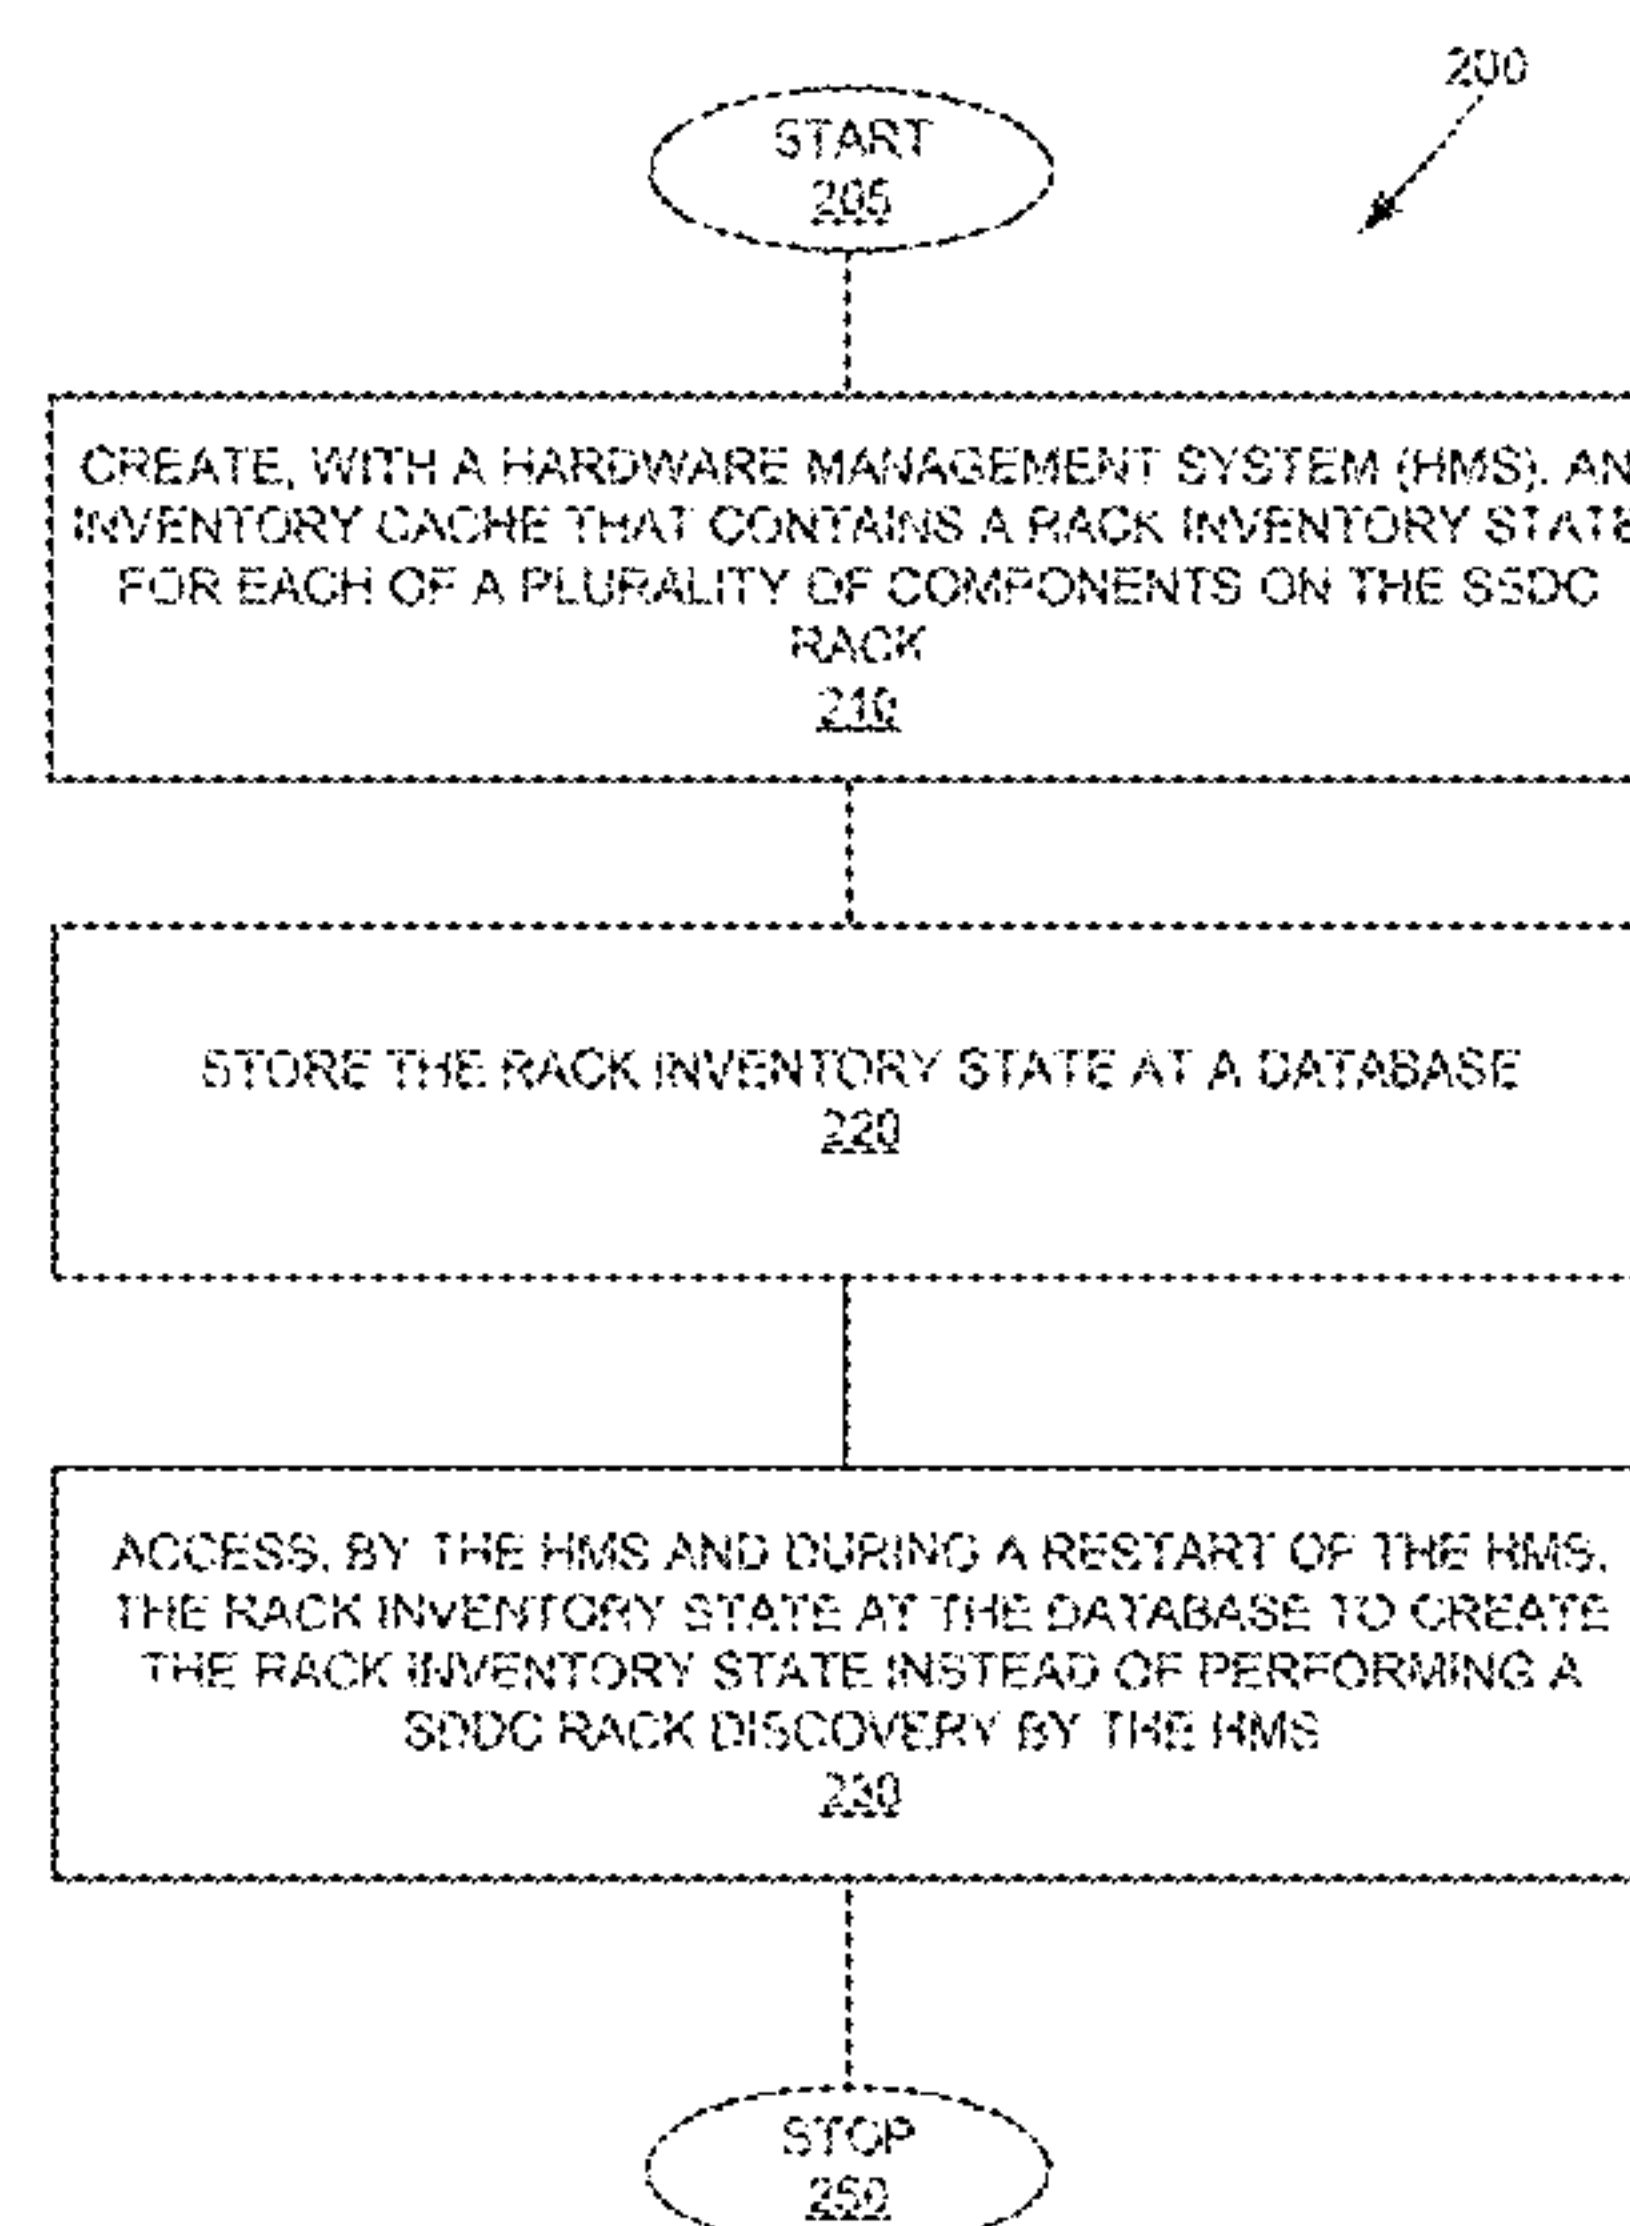 200
START
205
CREATE, WITH A HARDWARE MANAGEMENT SYSTEM (HMS), AN
INVENTORY CACHE THAT CONTAINS A RACK INVENTORY STATE
FOR EACH OF A PLURALITY OF COMPONENTS ON THE SSDC
RACK
210
STORE THE RACK INVENTORY STATE AT A DATABASE
220
ACCESS, BY THE HMS AND DURING A RESTART OF THE HMS,
THE RACK INVENTORY STATE AT THE DATABASE TO CREATE
THE RACK INVENTORY STATE INSTEAD OF PERFORMING A
SDDC RACK DISCOVERY BY THE HMS
230
STOP
250